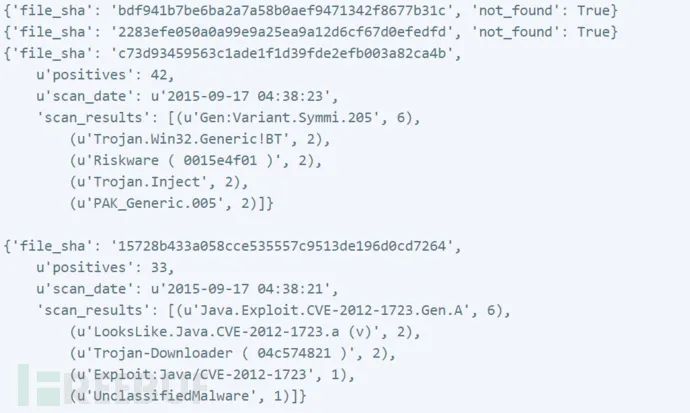 {'file_sha': 'bdf941b7be6ba2a7a58b0aef9471342f8677b31c', 'not_found': True}
{'file_sha': '2283efe050a0a99e9a25ea9a12d6cf67d0efedfd', 'not_found': True}
{'file_sha': 'c73d93459563c1ade1f1d39fde2efb003a82ca4b',
u'positives': 42,
u'scan_date': u'2015-09-17 04:38:23',
'scan_results': [(u'Gen:Variant.Symmi.205', 6),
(u'Trojan.Win32.Generic!BT', 2),
(u'Riskware ( 0015e4f01 )', 2),
(u'Trojan.Inject', 2),
(u'PAK_Generic.005', 2)]}
{'file_sha': '15728b433a058cce535557c9513de196d0cd7264',
u'positives': 33,
u'scan_date': u'2015-09-17 04:38:21',
'scan_results': [(u'Java.Exploit.CVE-2012-1723.Gen.A', 6),
(u'LooksLike.Java.CVE-2012-1723.a (v)', 2),
(u'Trojan-Downloader ( 04c574821 )', 2),
(u'Exploit:Java/CVE-2012-1723', 1),
(u'UnclassifiedMalware', 1)]}
FREEBUF